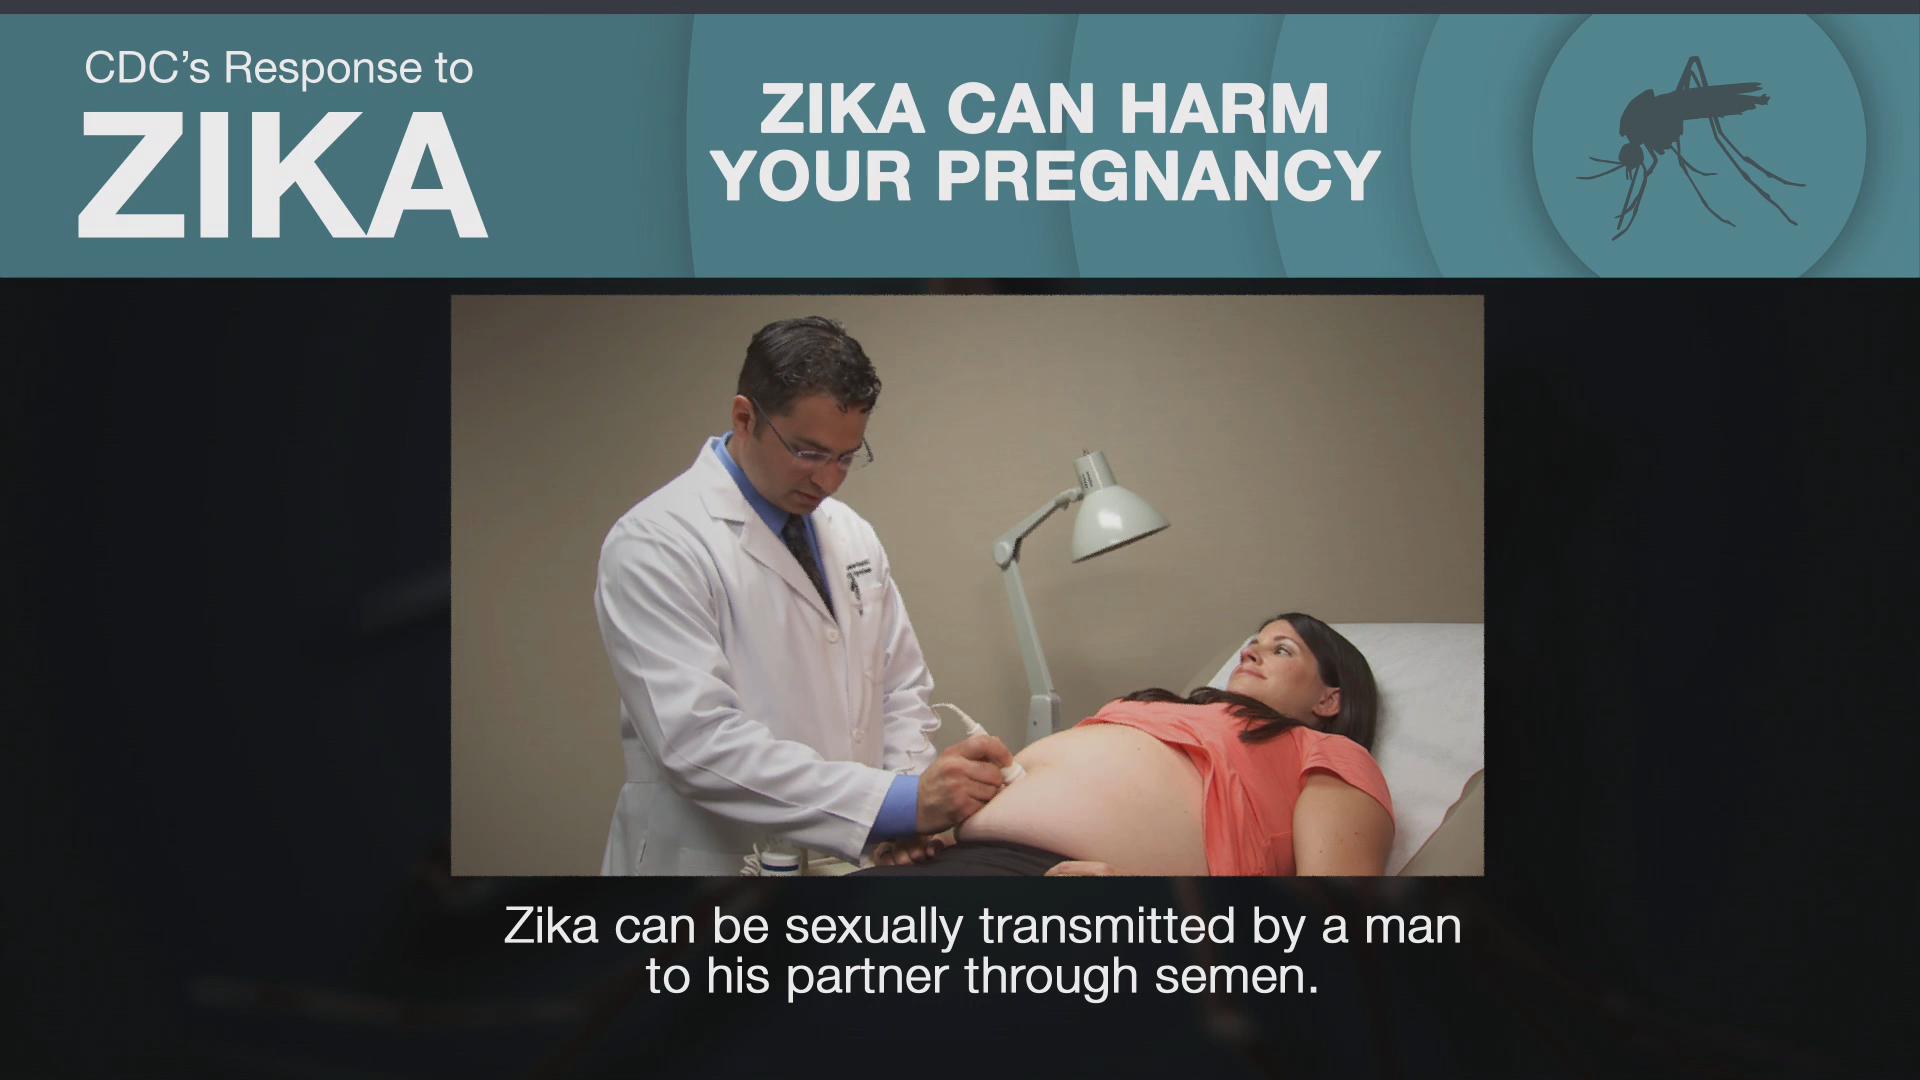 CDC’s Response to
ZIKA
ZIKA CAN HARM
YOUR PREGNANCY
Zika can be sexually transmitted by a man
to his partner through semen.